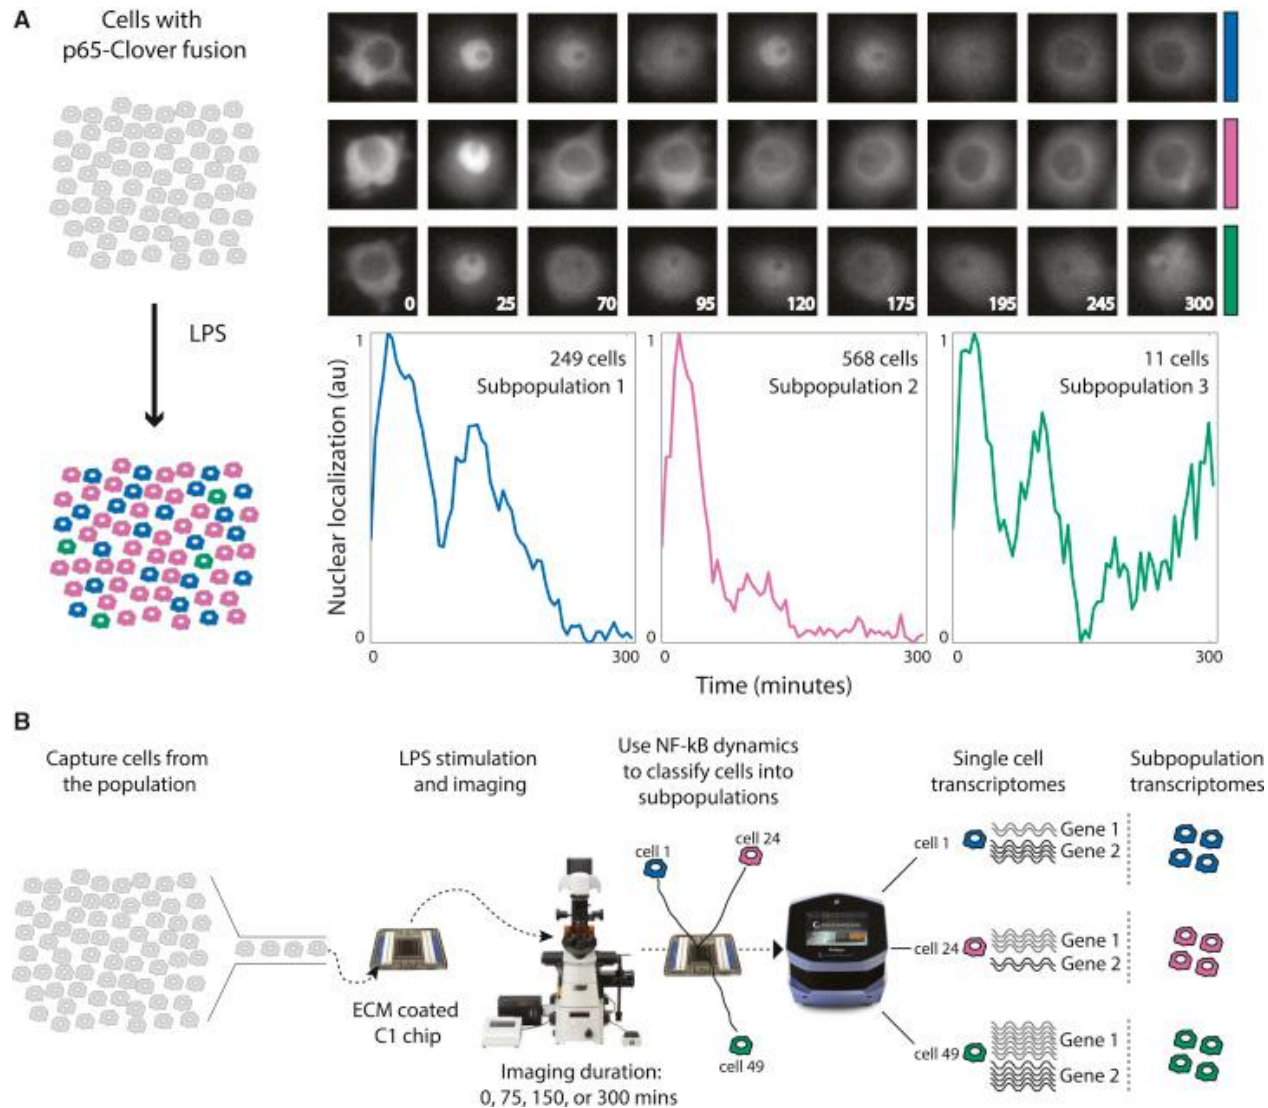 A
Cells with
p65-Clover fusion
LPS
0 25 70 95 120 175 195 245 300
Nuclear localization (au)
1
0
249 cells
Subpopulation 1
0 300
1
0
568 cells
Subpopulation 2
0 300
1
0
11 cells
Subpopulation 3
0 300
Time (minutes)
B
Capture cells from
the population
LPS stimulation
and imaging
Use NF-kB dynamics
to classify cells into
subpopulations
Single cell
transcriptomes
Subpopulation
transcriptomes
ECM coated
C1 chip
Imaging duration:
0, 75, 150, or 300 mins
cell 1
cell 24
cell 49
cell 1
Gene 1
Gene 2
cell 24
Gene 1
Gene 2
cell 49
Gene 1
Gene 2